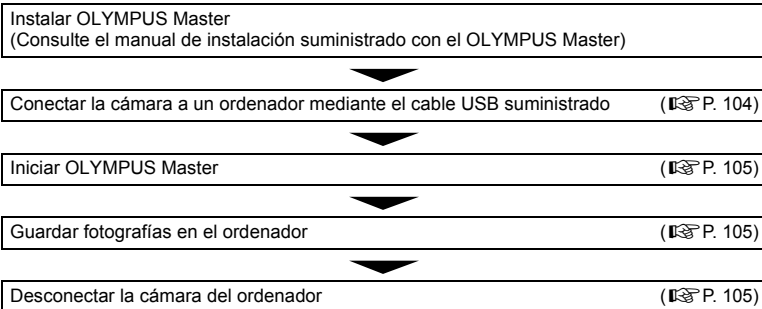 Instalar OLYMPUS Master
(Consulte el manual de instalación suministrado con el OLYMPUS Master)
Conectar la cámara a un ordenador mediante el cable USB suministrado (☞P. 104)
Iniciar OLYMPUS Master (☞P. 105)
Guardar fotografías en el ordenador (☞P. 105)
Desconectar la cámara del ordenador (☞P. 105)